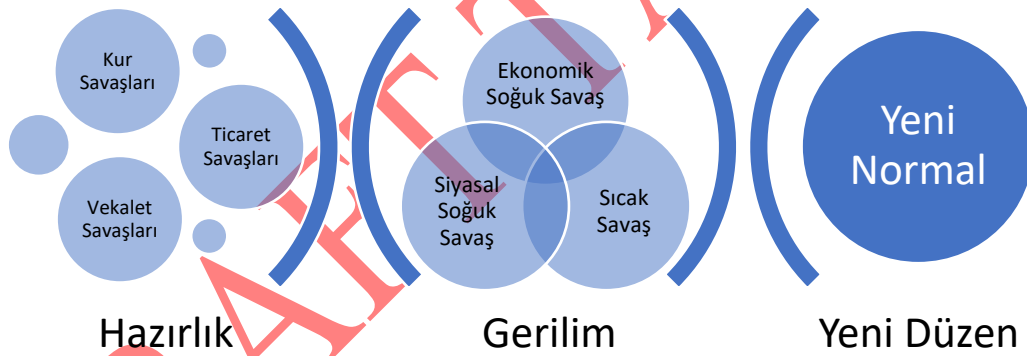 Kur
Savaşları
Ticaret
Savaşları
Vekalet
Savaşları
Hazırlık
Ekonomik
Soğuk Savaş
Siyasal
Soğuk
Savaş
Sıcak
Savaş
Gerilim
Yeni
Normal
Yeni Düzen